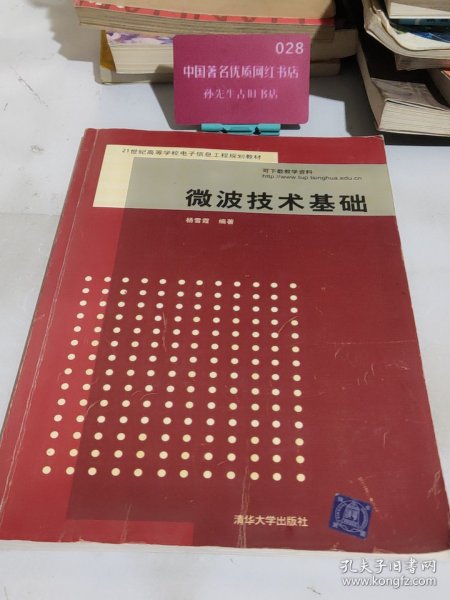 028
中国著名优质网红书店
孙先生古旧书店
21世纪高等学校电子信息工程规划教材
可下载教学资料
http://www.tup.tsinghua.edu.cn
微波技术基础
杨雪霞 编著
清华大学出版社
孔夫子旧书网
www.kongfz.com